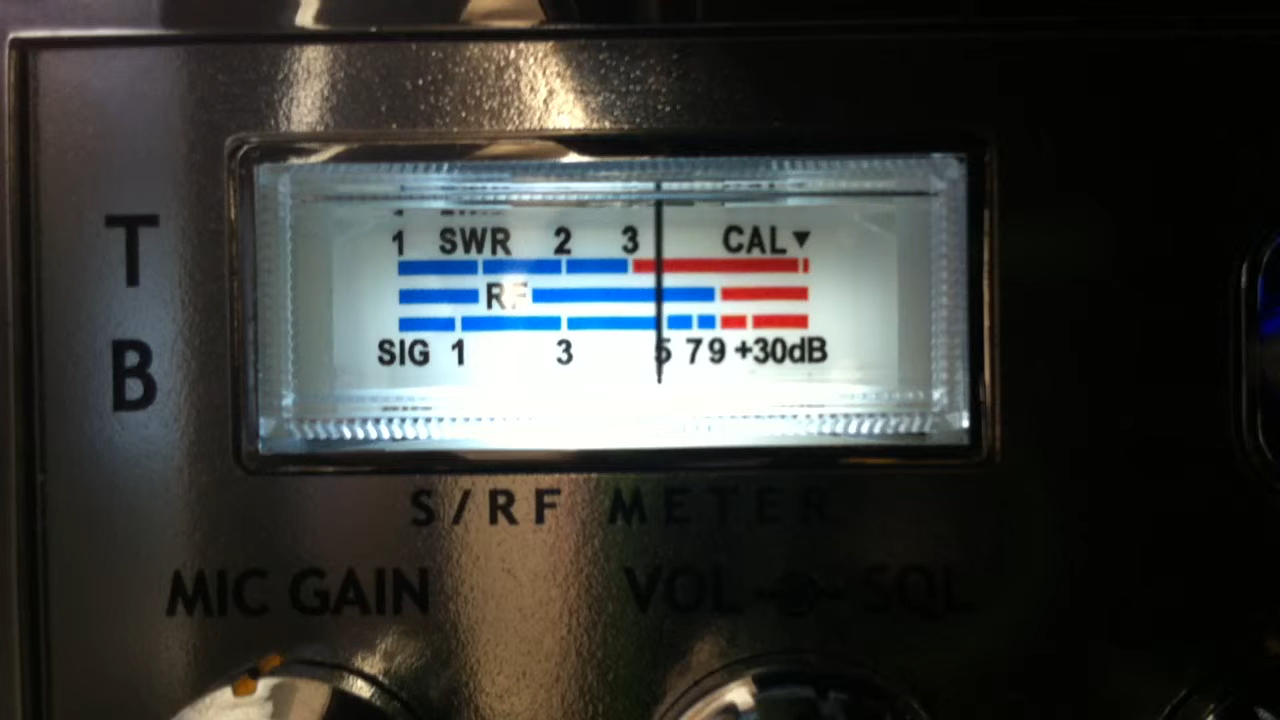 T
B
1 SWR 2 3 CAL▼
RF
SIG 1 3 5 7 9 +30dB
S/RF METER
MIC GAIN
VOL SQL